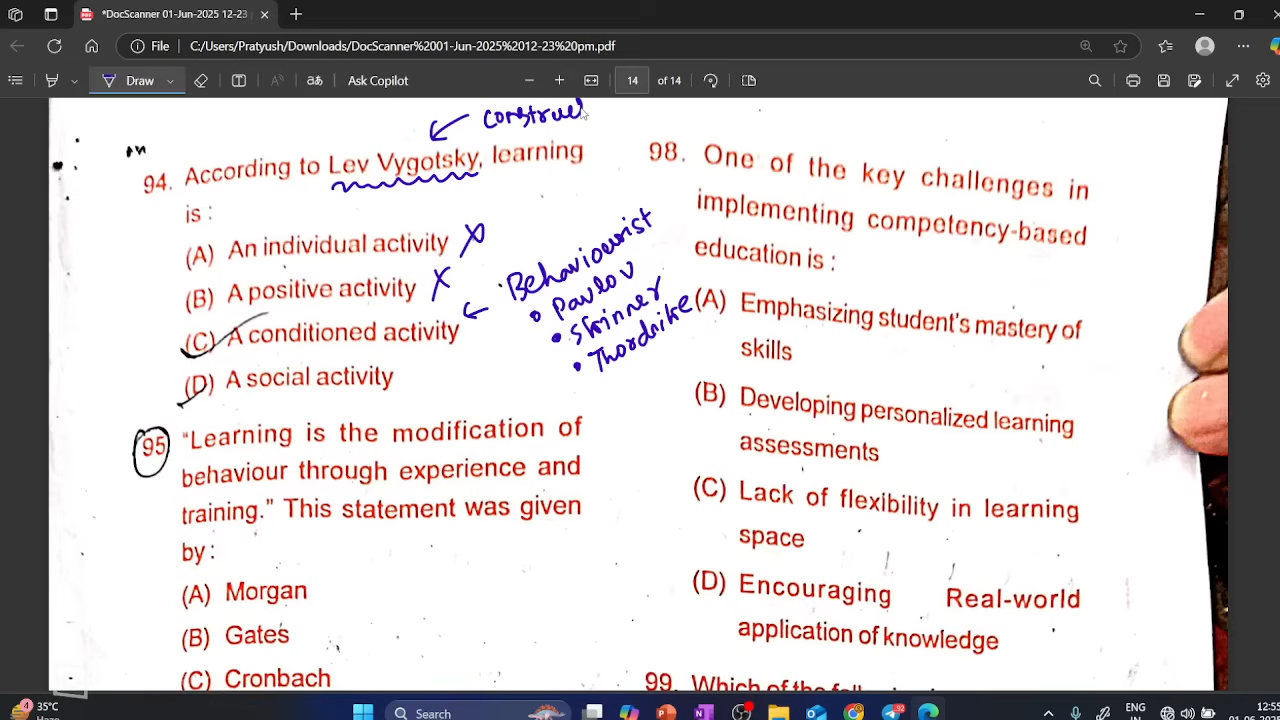 *DocScanner 01-Jun-2025 12-23
File
C:/Users/Pratyush/Downloads/DocScanner%2001-Jun-2025%2012-23%20pm.pdf
Draw
Ask Copilot
14 of 14
construct
94. According to Lev Vygotsky, learning
is :
(A) An individual activity
(B) A positive activity
(C) A conditioned activity
(D) A social activity
Behaviourist
• Pavlov
• Skinner
• Thordnike
95 "Learning is the modification of
behaviour through experience and
training." This statement was given
by :
(A) Morgan
(B) Gates
(C) Cronbach
98. One of the key challenges in
implementing competency-based
education is :
(A) Emphasizing student's mastery of
skills
(B) Developing personalized learning
assessments
(C) Lack of flexibility in learning
space
(D) Encouraging Real-world
application of knowledge
99.
35°C
Haze
Search
ENG
IN
12:53